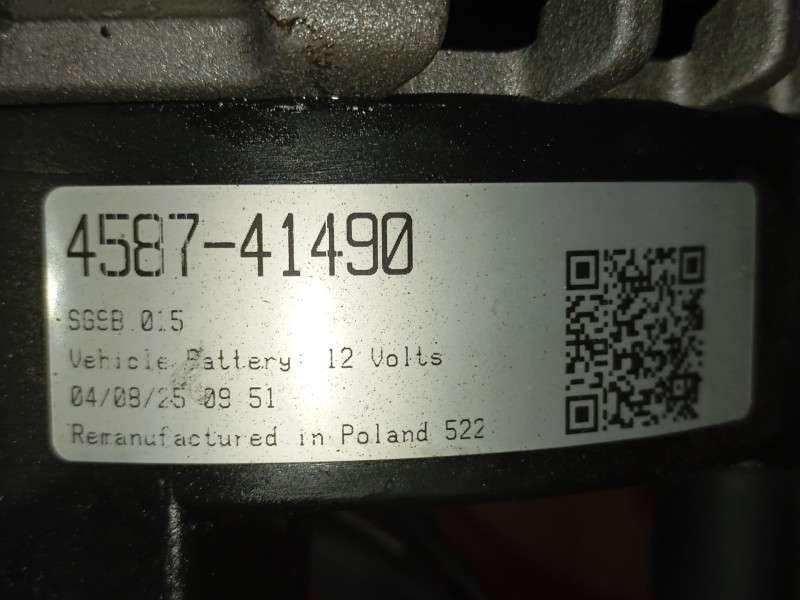 4587-41490
SG9B 015
Vehicle Battery: 12 Volts
04/08/25 09 51
Remanufactured in Poland 522